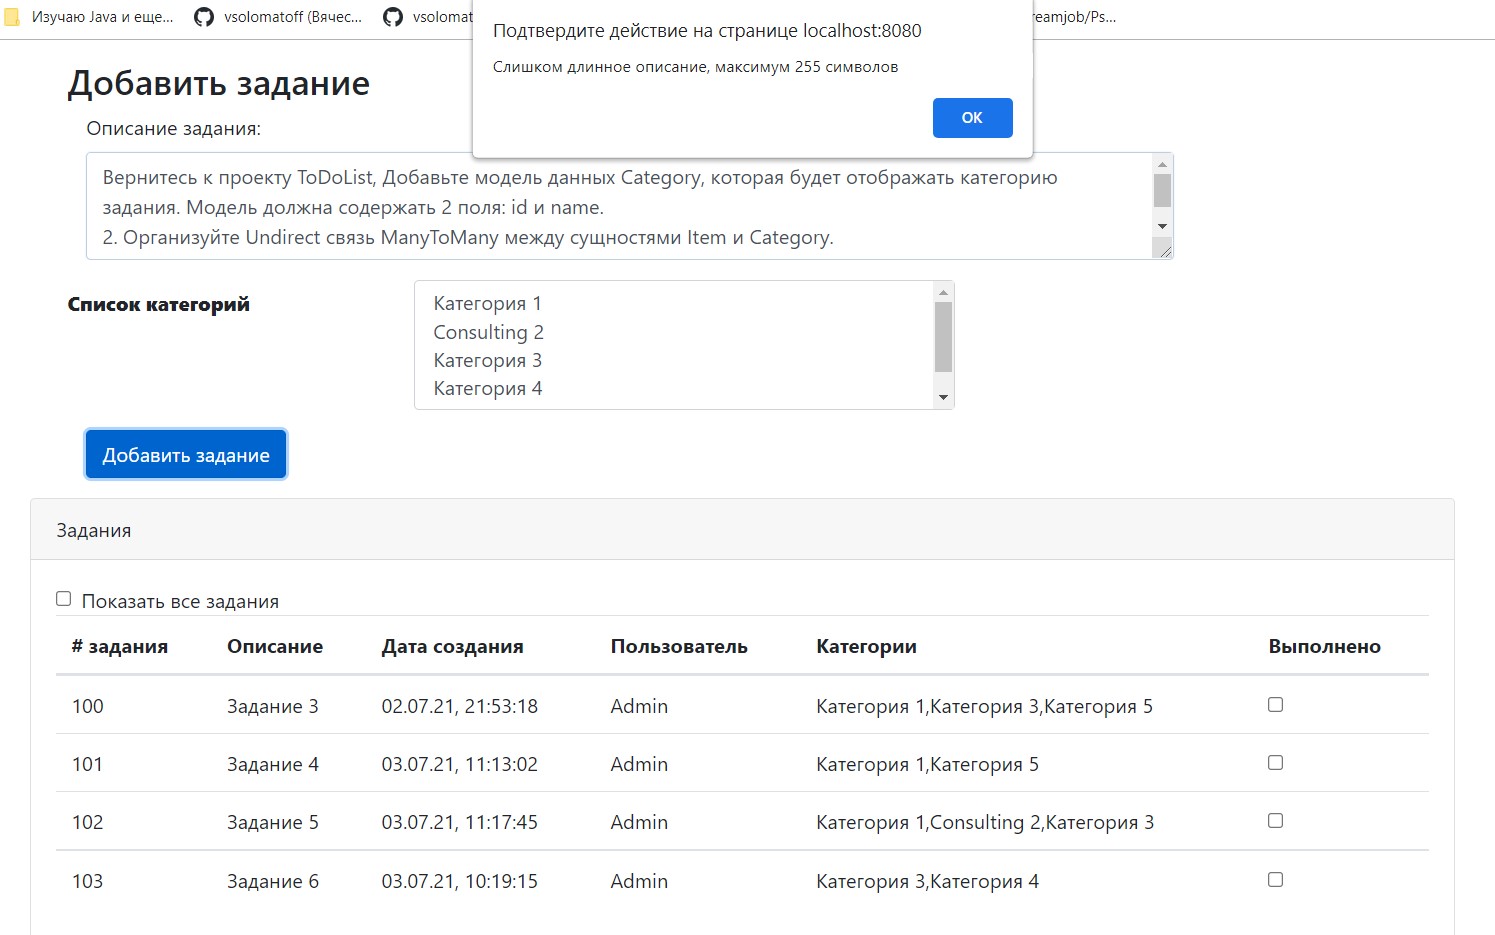 Изучаю Java и еще... vsolomatoff (Вячес... vsolomat reamjob/Ps...
Подтвердите действие на странице localhost:8080
Слишком длинное описание, максимум 255 символов
ОК
Добавить задание
Описание задания:
Вернитесь к проекту ToDoList, Добавьте модель данных Category, которая будет отображать категорию
задания. Модель должна содержать 2 поля: id и name.
2. Организуйте Undirect связь ManyToMany между сущностями Item и Category.
Список категорий
Категория 1
Consulting 2
Категория 3
Категория 4
Добавить задание
Задания
Показать все задания
# задания Описание Дата создания Пользователь Категории Выполнено
100 Задание 3 02.07.21, 21:53:18 Admin Категория 1,Категория 3,Категория 5
101 Задание 4 03.07.21, 11:13:02 Admin Категория 1,Категория 5
102 Задание 5 03.07.21, 11:17:45 Admin Категория 1,Consulting 2,Категория 3
103 Задание 6 03.07.21, 10:19:15 Admin Категория 3,Категория 4